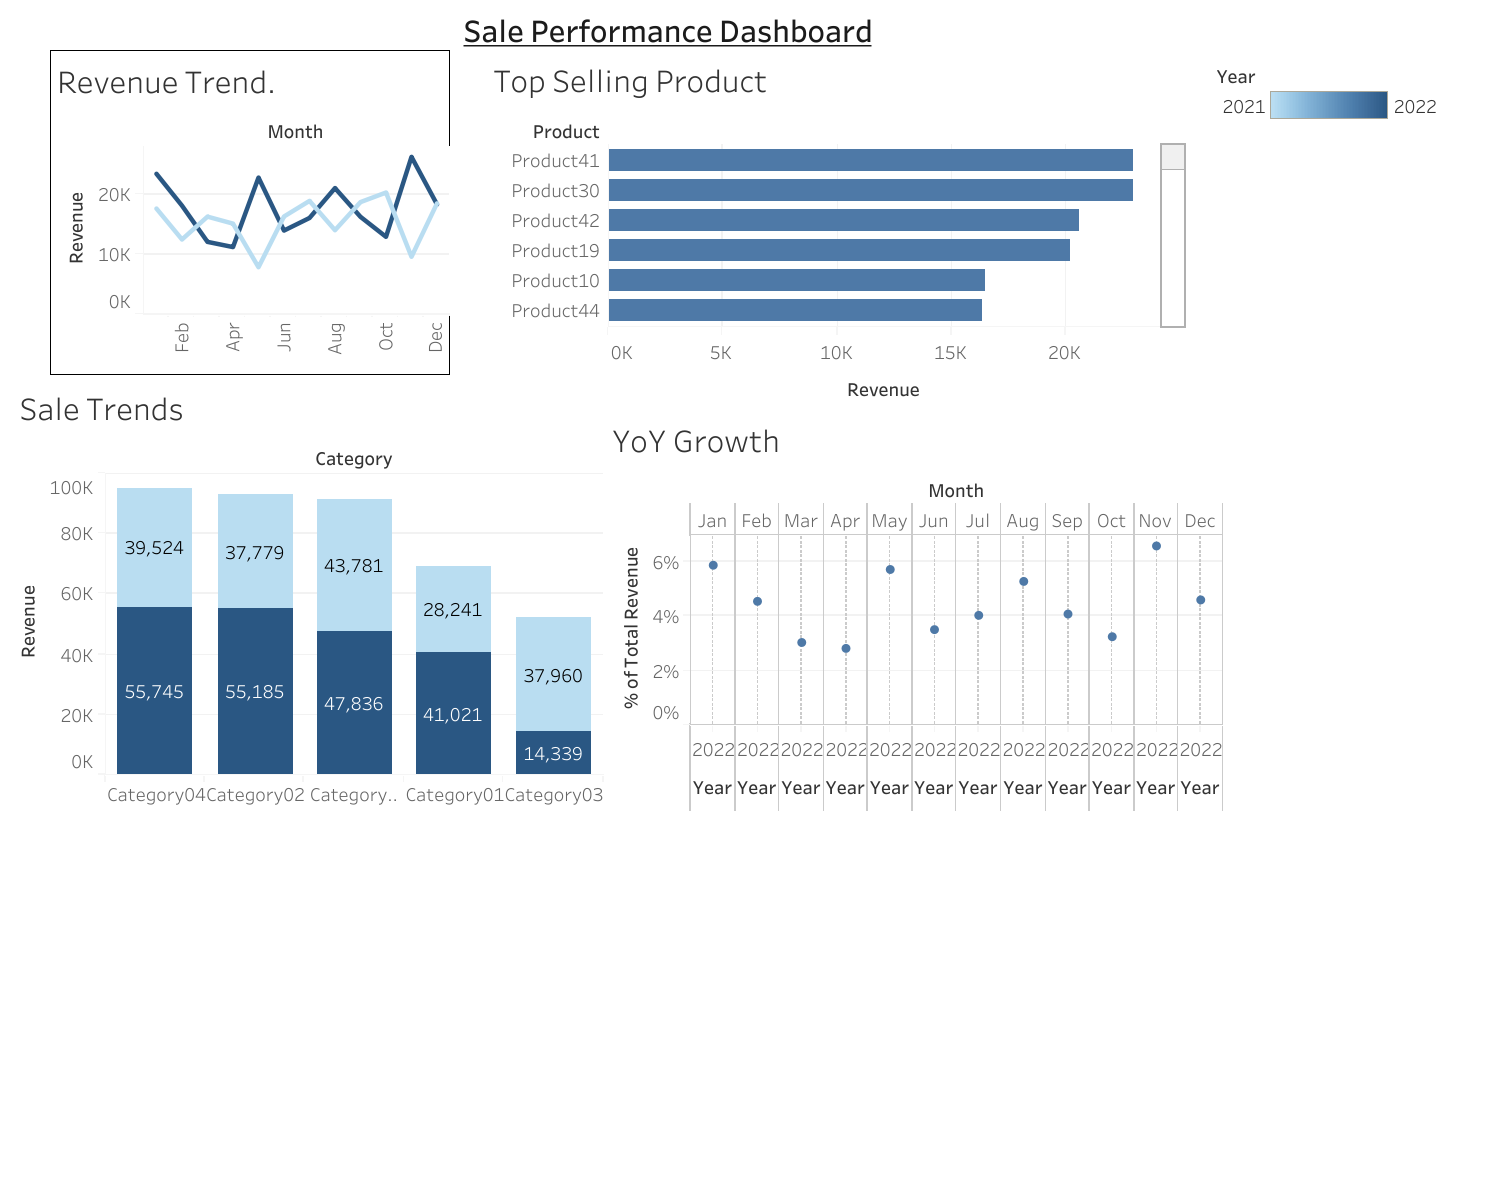 Sale Performance Dashboard
Revenue Trend.
Month
Revenue
20K
10K
0K
Feb Apr Jun Aug Oct Dec
Top Selling Product
Product
Product41
Product30
Product42
Product19
Product10
Product44
0K 5K 10K 15K 20K
Revenue
Year
2021 2022
Sale Trends
Category
Revenue
100K
80K
60K
40K
20K
0K
39,524 37,779 43,781 28,241 37,960
55,745 55,185 47,836 41,021 14,339
Category04 Category02 Category.. Category01 Category03
YoY Growth
Month
Jan Feb Mar Apr May Jun Jul Aug Sep Oct Nov Dec
% of Total Revenue
6%
4%
2%
0%
2022 2022 2022 2022 2022 2022 2022 2022 2022 2022 2022 2022
Year Year Year Year Year Year Year Year Year Year Year Year